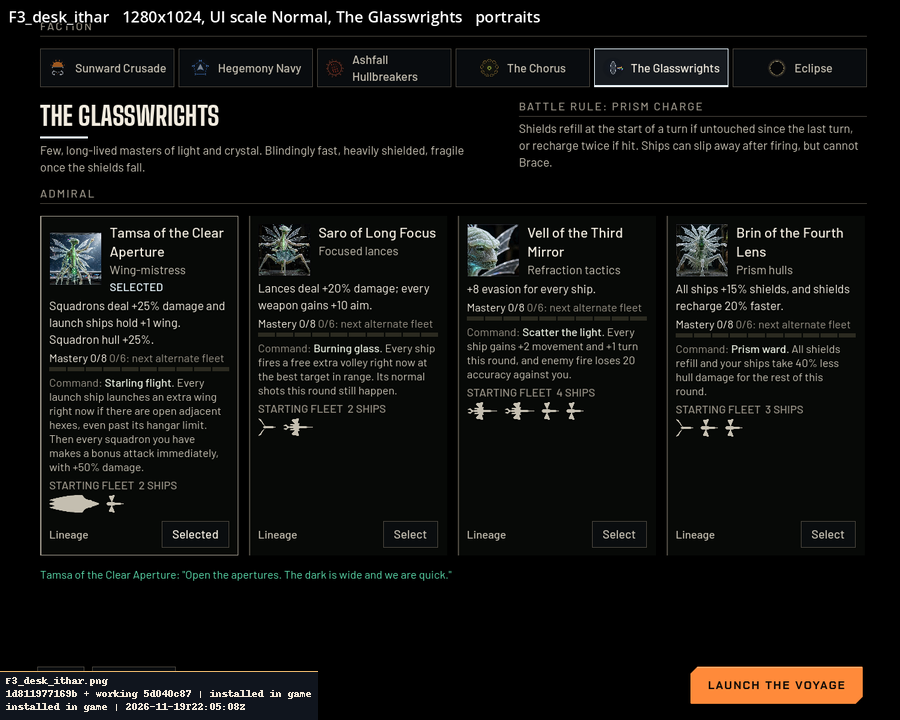 F3_desk_ithar 1280x1024, UI scale Normal, The Glasswrights portraits
FACTION
Sunward Crusade
Hegemony Navy
Ashfall
Hullbreakers
The Chorus
The Glasswrights
Eclipse
THE GLASSWRIGHTS
Few, long-lived masters of light and crystal. Blindingly fast, heavily shielded, fragile
once the shields fall.
BATTLE RULE: PRISM CHARGE
Shields refill at the start of a turn if untouched since the last turn,
or recharge twice if hit. Ships can slip away after firing, but cannot
Brace.
ADMIRAL
Tamsa of the Clear
Aperture
Wing-mistress
SELECTED
Squadrons deal +25% damage and
launch ships hold +1 wing.
Squadron hull +25%.
Mastery 0/8 0/6: next alternate fleet
Command: Starling flight. Every
launch ship launches an extra wing
right now if there are open adjacent
hexes, even past its hangar limit.
Then every squadron you have
makes a bonus attack immediately,
with +50% damage.
STARTING FLEET 2 SHIPS
Lineage
Selected
Saro of Long Focus
Focused lances
Lances deal +20% damage; every
weapon gains +10 aim.
Mastery 0/8 0/6: next alternate fleet
Command: Burning glass. Every ship
fires a free extra volley right now at
the best target in range. Its normal
shots this round still happen.
STARTING FLEET 2 SHIPS
Lineage
Select
Vell of the Third
Mirror
Refraction tactics
+8 evasion for every ship.
Mastery 0/8 0/6: next alternate fleet
Command: Scatter the light. Every
ship gains +2 movement and +1 turn
this round, and enemy fire loses 20
accuracy against you.
STARTING FLEET 4 SHIPS
Lineage
Select
Brin of the Fourth
Lens
Prism hulls
All ships +15% shields, and shields
recharge 20% faster.
Mastery 0/8 0/6: next alternate fleet
Command: Prism ward. All shields
refill and your ships take 40% less
hull damage for the rest of this
round.
STARTING FLEET 3 SHIPS
Lineage
Select
Tamsa of the Clear Aperture: "Open the apertures. The dark is wide and we are quick."
LAUNCH THE VOYAGE
F3_desk_ithar.png
1d811977169b + working 5d040c87 | installed in game
installed in game | 2026-11-19T22:05:08Z